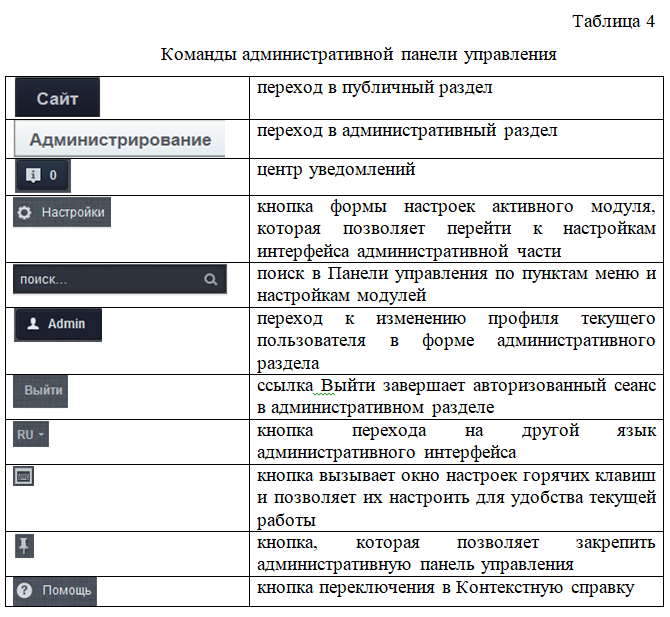 Таблица 4
Команды административной панели управления
Сайт
переход в публичный раздел
Администрирование
переход в административный раздел
0
центр уведомлений
Настройки
кнопка формы настроек активного модуля,
которая позволяет перейти к настройкам
интерфейса административной части
поиск...
поиск в Панели управления по пунктам меню и
настройкам модулей
Admin
переход к изменению профиля текущего
пользователя в форме административного
раздела
Выйти
ссылка Выйти завершает авторизованный сеанс
в административном разделе
RU
кнопка перехода на другой язык
административного интерфейса
кнопка вызывает окно настроек горячих клавиш
и позволяет их настроить для удобства текущей
работы
кнопка, которая позволяет закрепить
административную панель управления
? Помощь
кнопка переключения в Контекстную справку